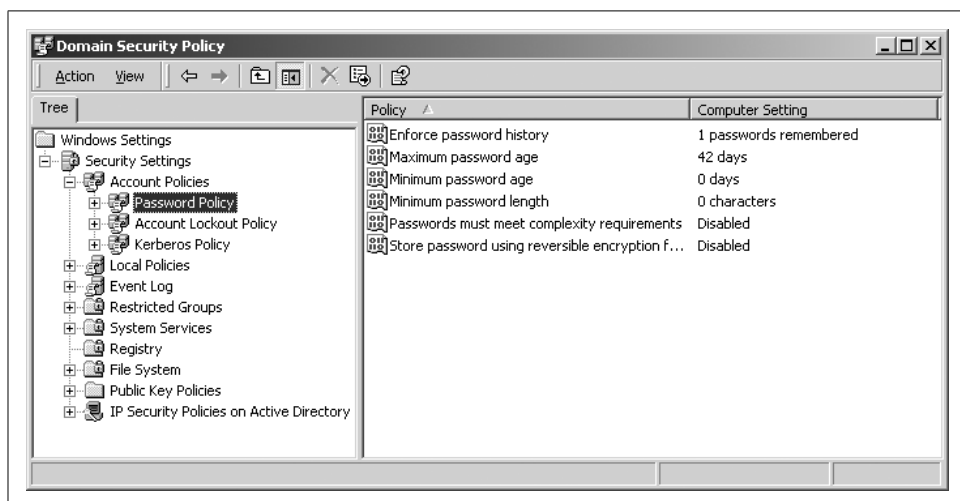 Domain Security Policy
Action View
Tree
Windows Settings
Security Settings
Account Policies
Password Policy
Account Lockout Policy
Kerberos Policy
Local Policies
Event Log
Restricted Groups
System Services
Registry
File System
Public Key Policies
IP Security Policies on Active Directory
Policy Computer Setting
Enforce password history 1 passwords remembered
Maximum password age 42 days
Minimum password age 0 days
Minimum password length 0 characters
Passwords must meet complexity requirements Disabled
Store password using reversible encryption f... Disabled